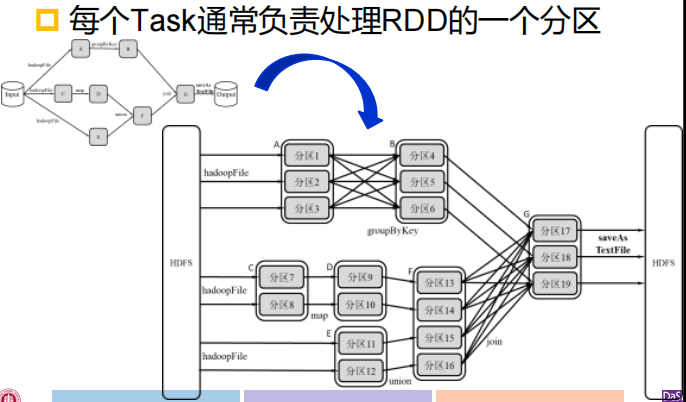 每个Task通常负责处理RDD的一个分区
A
groupByKey
B
hadoopFile
Input
hadoopFile
C
map
D
join
G
saveAs
TextFile
Output
hadoopFile
union
F
E
HDFS
A
分区1
分区2
分区3
hadoopFile
B
分区4
分区5
分区6
groupByKey
C
分区7
分区8
hadoopFile
map
D
分区9
分区10
E
分区11
分区12
hadoopFile
union
F
分区13
分区14
分区15
分区16
join
G
分区17
分区18
分区19
saveAs
TextFile
HDFS
DaS